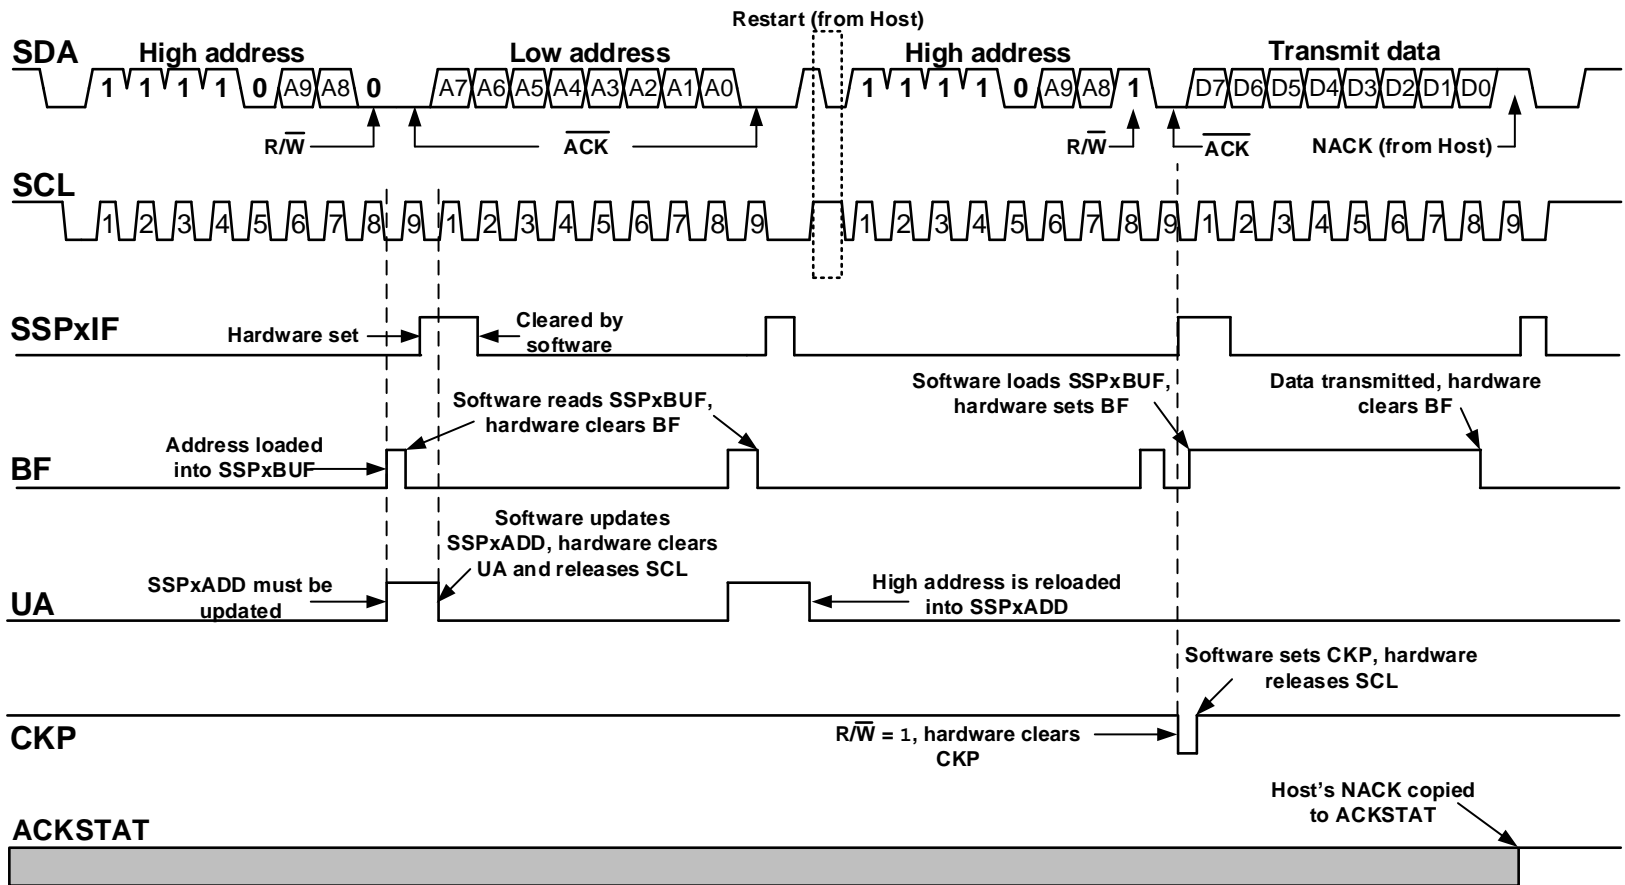 Restart (from Host)
SDA
High address
Low address
High address
Transmit data
1 1 1 1 0 A9 A8 0
A7 A6 A5 A4 A3 A2 A1 A0
1 1 1 1 0 A9 A8 1
D7 D6 D5 D4 D3 D2 D1 D0
R/W̅
A̅C̅K̅
R/W̅
A̅C̅K̅
NACK (from Host)
SCL
1 2 3 4 5 6 7 8 9 1 2 3 4 5 6 7 8 9
1 2 3 4 5 6 7 8 9 1 2 3 4 5 6 7 8 9
SSPxIF
Hardware set
Cleared by
software
BF
Address loaded
into SSPxBUF
Software reads SSPxBUF,
hardware clears BF
Software loads SSPxBUF,
hardware sets BF
Data transmitted, hardware
clears BF
UA
SSPxADD must be
updated
Software updates
SSPxADD, hardware clears
UA and releases SCL
High address is reloaded
into SSPxADD
CKP
R/W̅ = 1, hardware clears
CKP
Software sets CKP, hardware
releases SCL
ACKSTAT
Host's NACK copied
to ACKSTAT